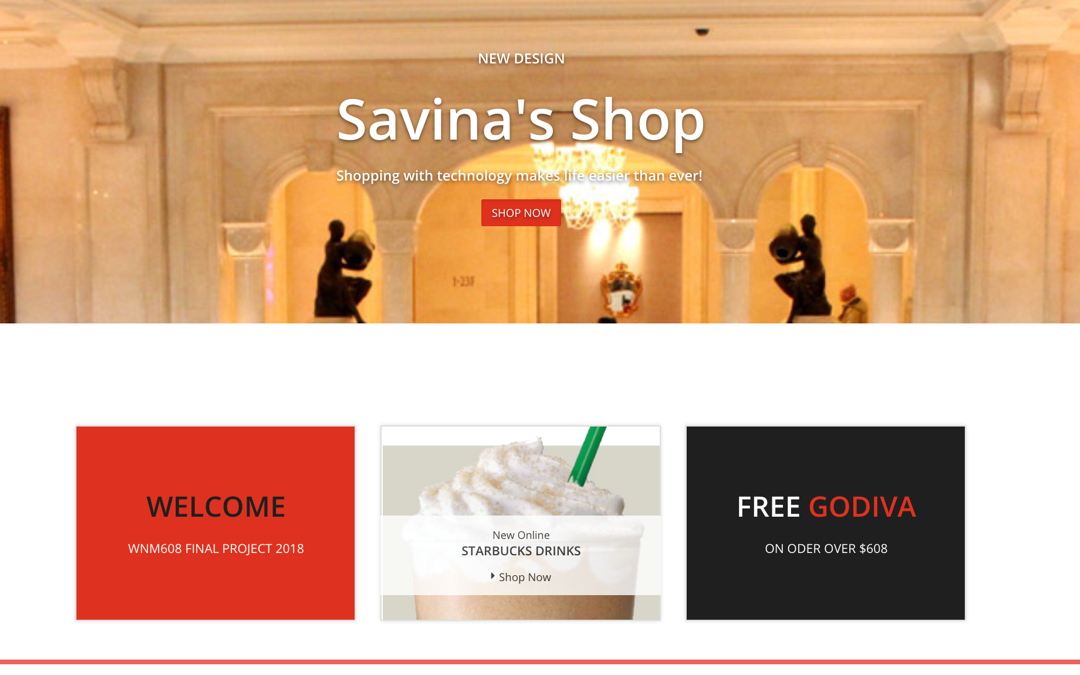 NEW DESIGN
Savina's Shop
Shopping with technology makes life easier than ever!
SHOP NOW
1-23F
WELCOME
WNM608 FINAL PROJECT 2018
New Online
STARBUCKS DRINKS
Shop Now
FREE GODIVA
ON ODER OVER $608